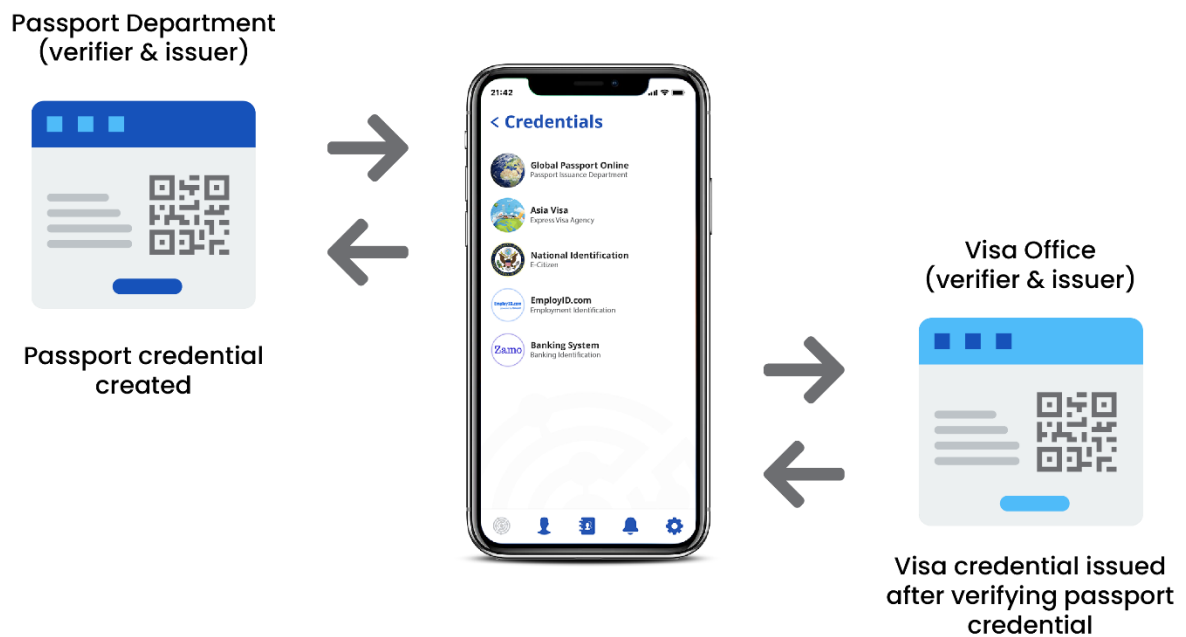 Passport Department
(verifier & issuer)
Passport credential
created
21:42
< Credentials
Global Passport Online
Passport Issuance Department
Asia Visa
Express Visa Agency
National Identification
E-Citizen
EmployID.com
EmployID.com
Employment Identification
Zamo
Banking System
Banking Identification
Visa Office
(verifier & issuer)
Visa credential issued
after verifying passport
credential